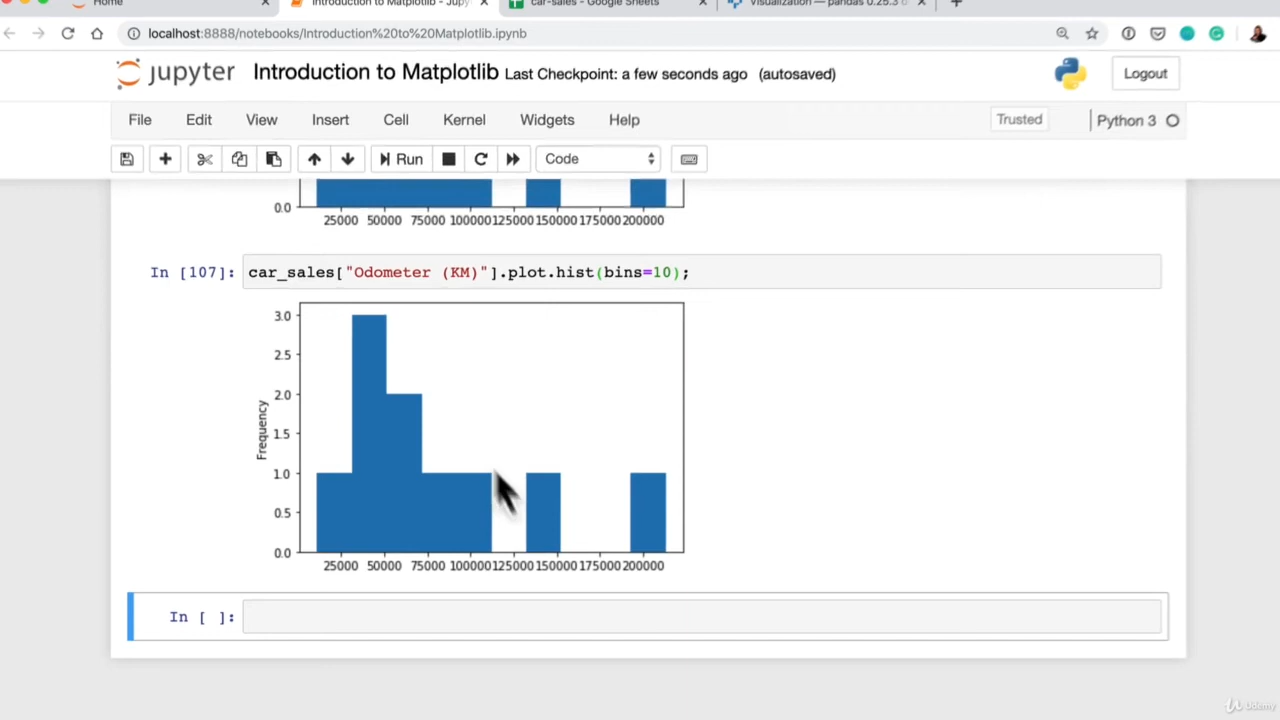 Home
Introduction to Matplotlib - Jupy
car-sales - Google Sheets
Visualization — pandas 0.25.3
localhost:8888/notebooks/Introduction%20to%20Matplotlib.ipynb
jupyter Introduction to Matplotlib Last Checkpoint: a few seconds ago (autosaved)
Logout
File Edit View Insert Cell Kernel Widgets Help
Trusted
Python 3
Run
Code
0.0
25000 50000 75000 100000 125000 150000 175000 200000
In [107]: car_sales["Odometer (KM)"].plot.hist(bins=10);
3.0
2.5
2.0
1.5
1.0
0.5
0.0
Frequency
25000 50000 75000 100000 125000 150000 175000 200000
In [ ]:
Udemy